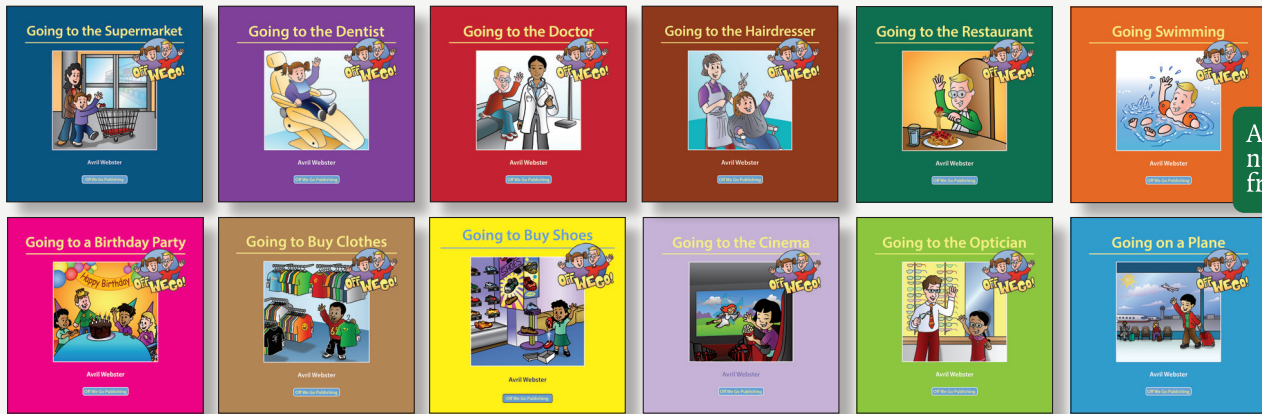 Going to the Supermarket
OFF WE GO!
Avril Webster
Off We Go Publishing
Going to the Dentist
OFF WE GO!
Avril Webster
Off We Go Publishing
Going to the Doctor
OFF WE GO!
Avril Webster
Off We Go Publishing
Going to the Hairdresser
OFF WE GO!
Avril Webster
Off We Go Publishing
Going to the Restaurant
OFF WE GO!
Avril Webster
Off We Go Publishing
Going Swimming
OFF WE GO!
Avril Webster
Off We Go Publishing
A
n
fr
Going to a Birthday Party
Happy Birthday
OFF WE GO!
Avril Webster
Off We Go Publishing
Going to Buy Clothes
OFF WE GO!
Avril Webster
Off We Go Publishing
Going to Buy Shoes
OFF WE GO!
Avril Webster
Off We Go Publishing
Going to the Cinema
OFF WE GO!
Avril Webster
Off We Go Publishing
Going to the Optician
OFF WE GO!
Avril Webster
Off We Go Publishing
Going on a Plane
OFF WE GO!
Avril Webster
Off We Go Publishing